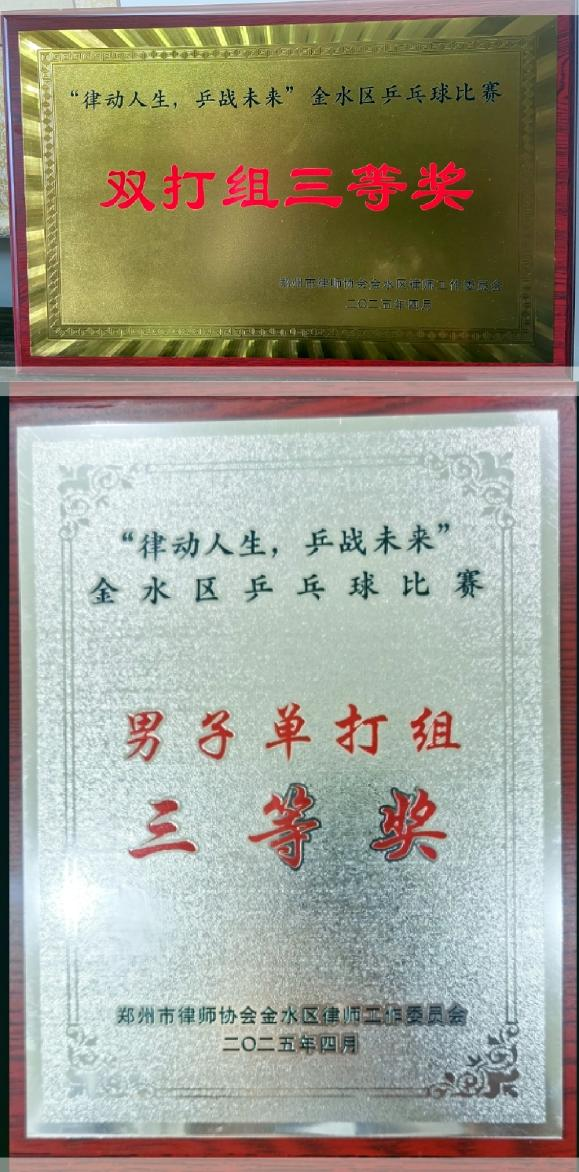 “律动人生，乒战未来”金水区乒乓球比赛
双打组三等奖
郑州市律师协会金水区律师工作委员会
二〇二五年四月
“律动人生，乒战未来”
金水区乒乓球比赛
男子单打组
三等奖
郑州市律师协会金水区律师工作委员会
二〇二五年四月